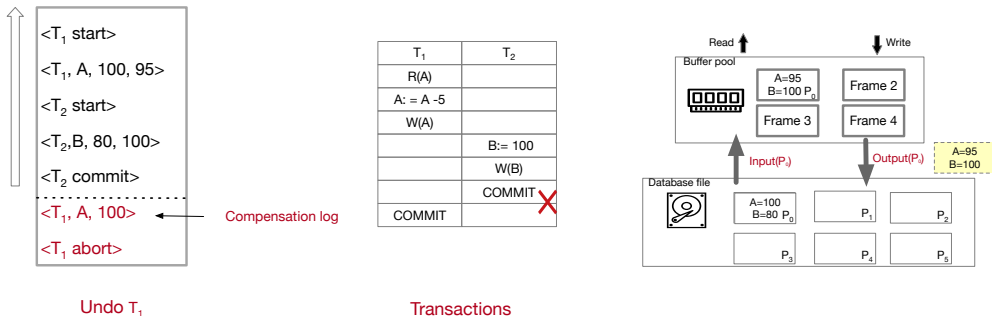 <T₁ start>
<T₁, A, 100, 95>
<T₂ start>
<T₂,B, 80, 100>
<T₂ commit>
<T₁, A, 100>
<T₁ abort>
Compensation log
Undo T₁
T₁ T₂
R(A)
A: = A -5
W(A)
B:= 100
W(B)
COMMIT
COMMIT
Transactions
Read Write
Buffer pool
A=95
B=100 P₀
Frame 2
Frame 3
Frame 4
Input(P₀)
Output(P₀)
A=95
B=100
Database file
A=100
B=80 P₀
P₁
P₂
P₃
P₄
P₅